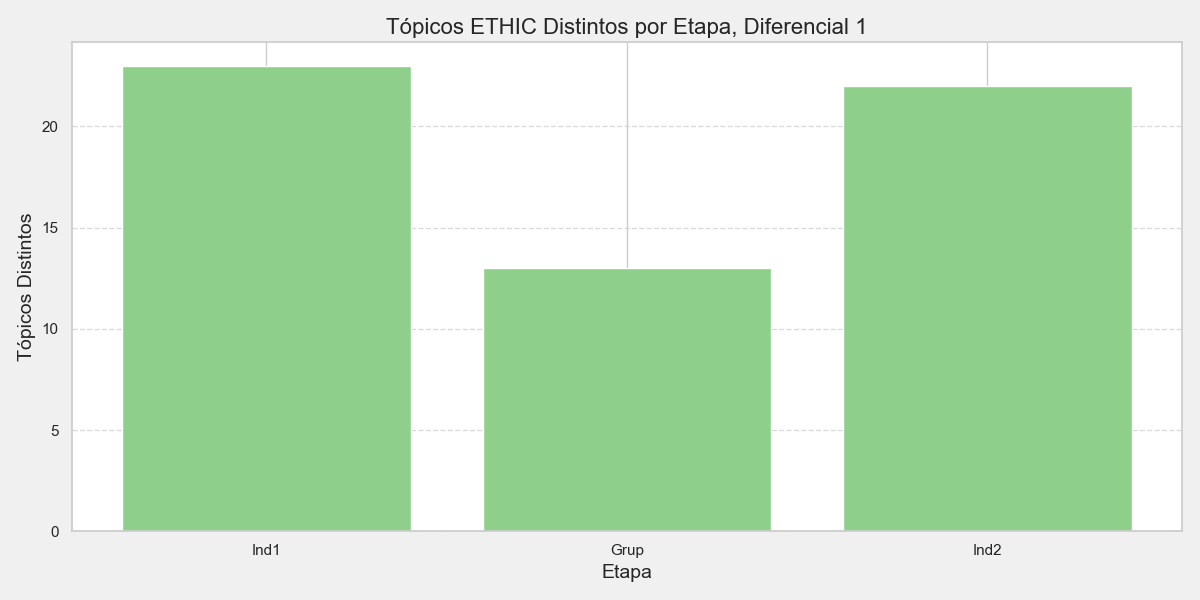 Tópicos ETHIC Distintos por Etapa, Diferencial 1
Tópicos Distintos
20
15
10
5
0
Ind1
Grup
Ind2
Etapa